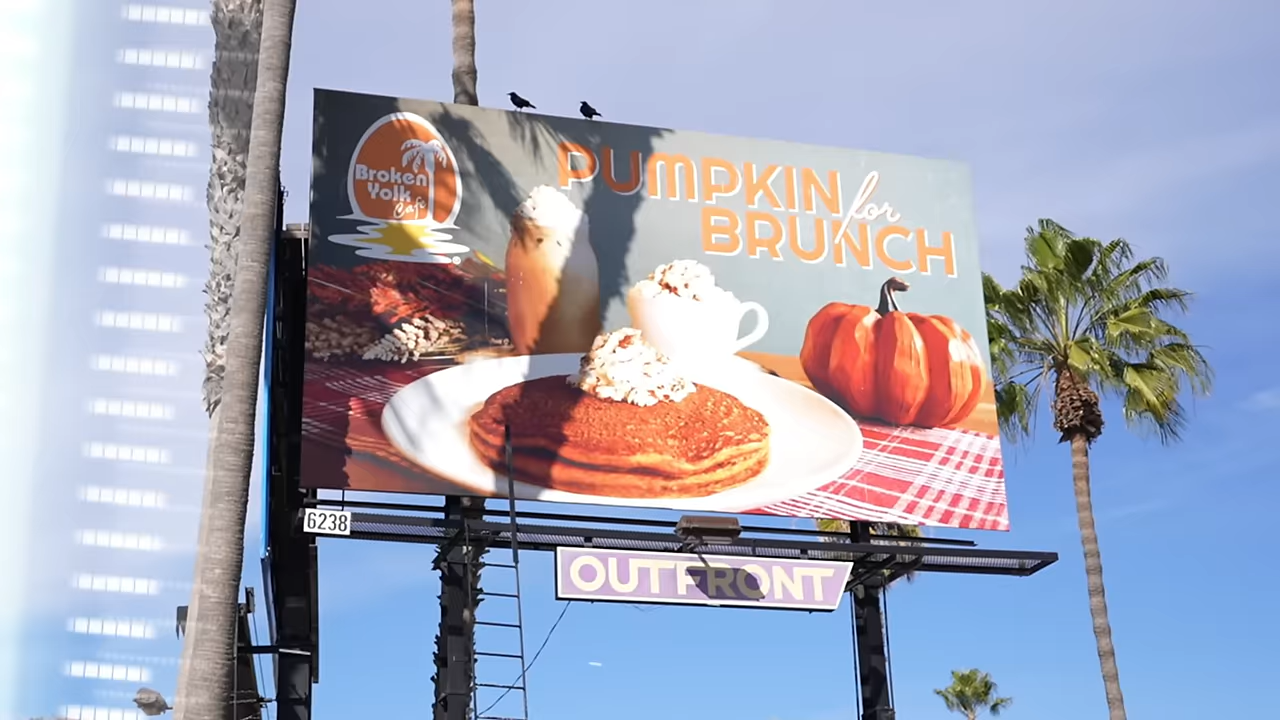 Broken
Yolk
Cafe
®
PUMPKIN for
BRUNCH
6238
OUTFRONT